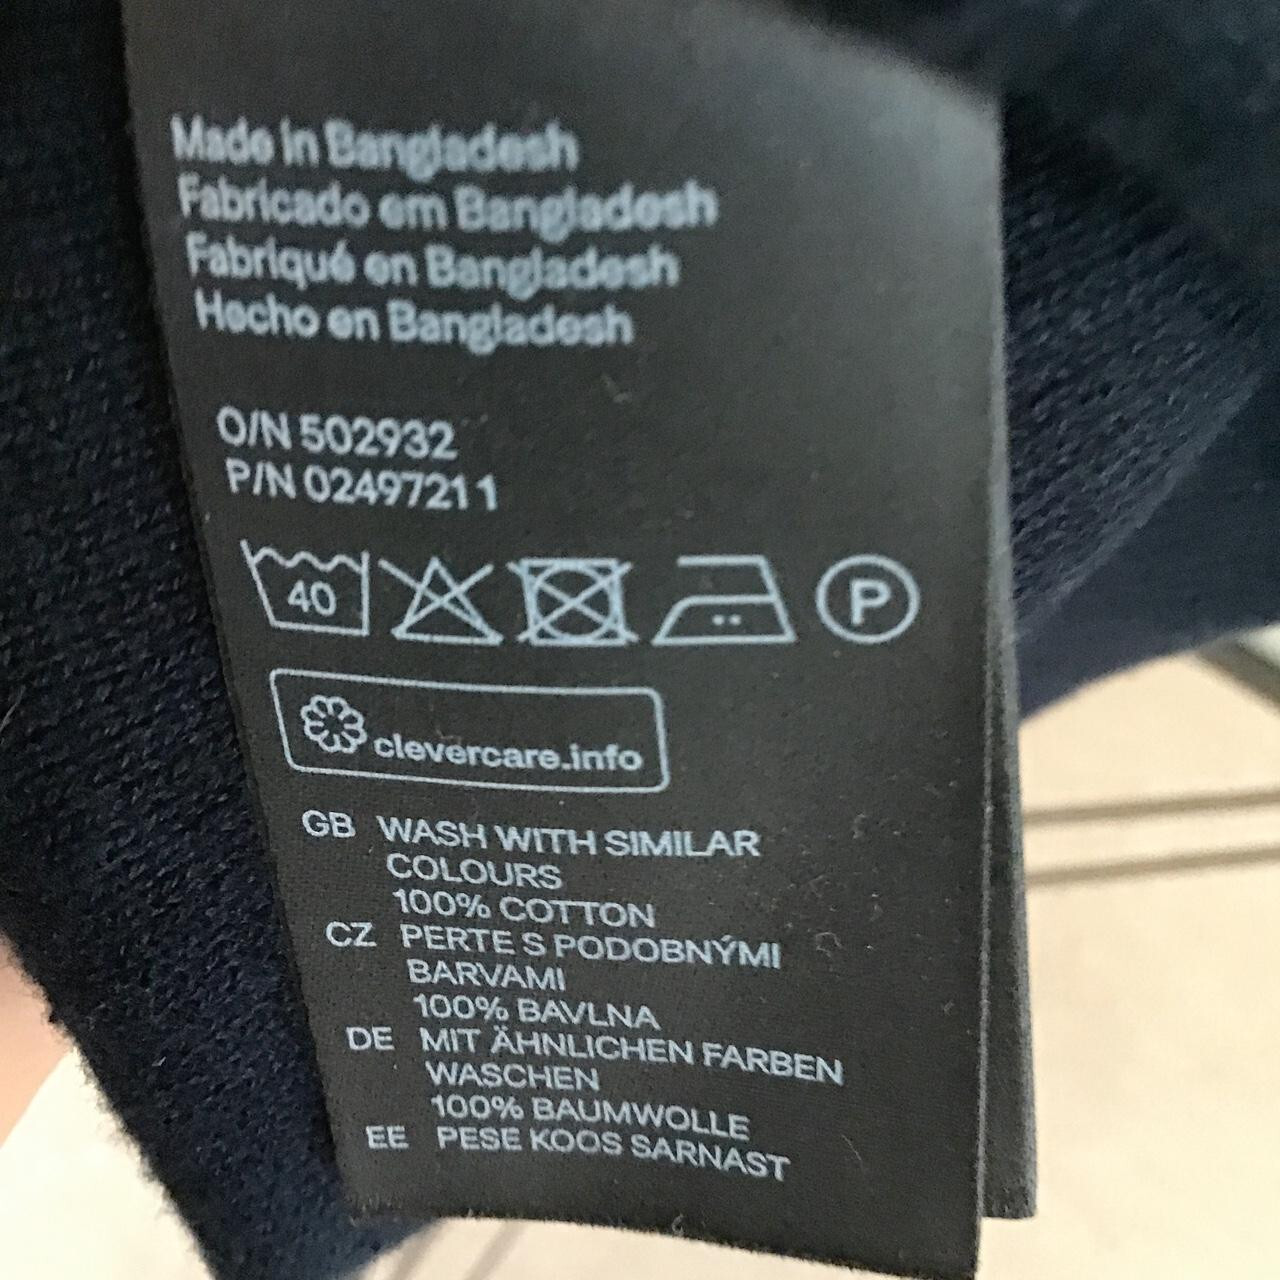 Made in Bangladesh
Fabricado em Bangladesh
Fabriqué en Bangladesh
Hecho en Bangladesh
O/N 502932
P/N 02497211
40
P
clevercare.info
GB WASH WITH SIMILAR
COLOURS
100% COTTON
CZ PERTE S PODOBNÝMI
BARVAMI
100% BAVLNA
DE MIT ÄHNLICHEN FARBEN
WASCHEN
100% BAUMWOLLE
EE PESE KOOS SARNAST